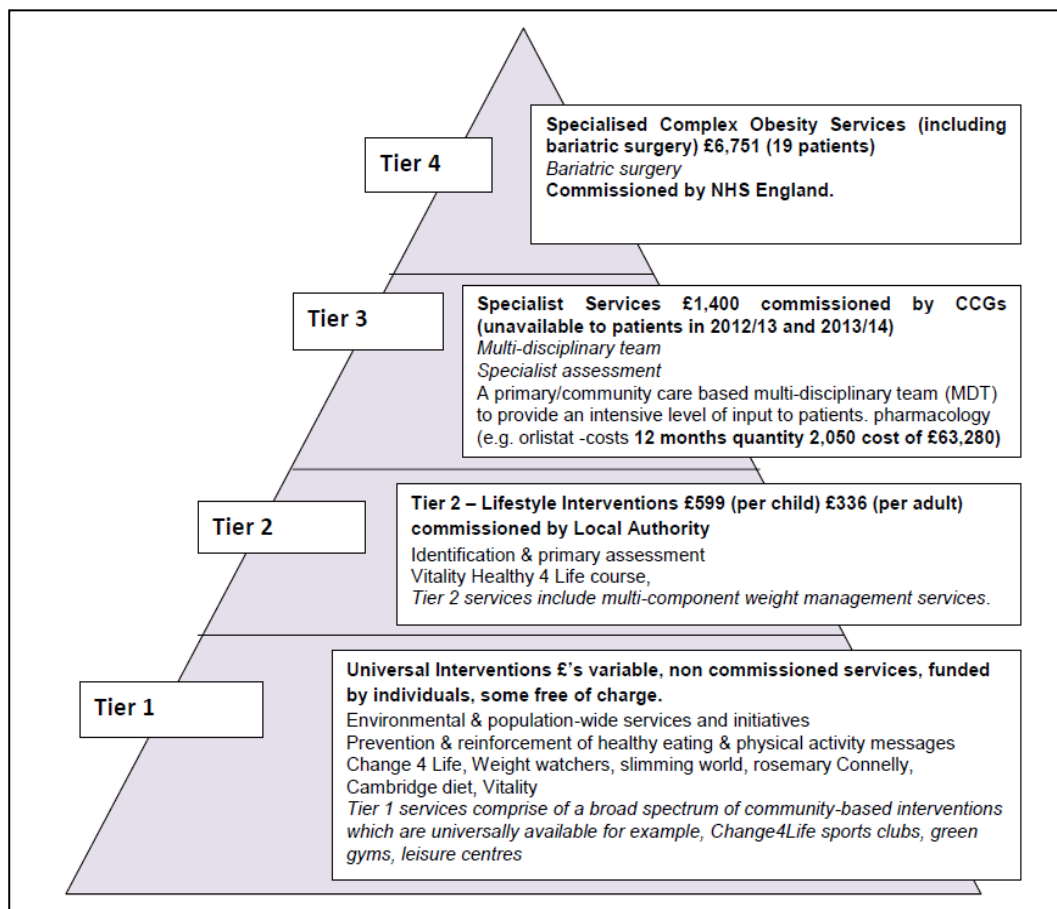 Tier 4
Specialised Complex Obesity Services (including
bariatric surgery) £6,751 (19 patients)
Bariatric surgery
Commissioned by NHS England.
Tier 3
Specialist Services £1,400 commissioned by CCGs
(unavailable to patients in 2012/13 and 2013/14)
Multi-disciplinary team
Specialist assessment
A primary/community care based multi-disciplinary team (MDT)
to provide an intensive level of input to patients. pharmacology
(e.g. orlistat -costs 12 months quantity 2,050 cost of £63,280)
Tier 2
Tier 2 – Lifestyle Interventions £599 (per child) £336 (per adult)
commissioned by Local Authority
Identification & primary assessment
Vitality Healthy 4 Life course,
Tier 2 services include multi-component weight management services.
Tier 1
Universal Interventions £'s variable, non commissioned services, funded
by individuals, some free of charge.
Environmental & population-wide services and initiatives
Prevention & reinforcement of healthy eating & physical activity messages
Change 4 Life, Weight watchers, slimming world, rosemary Connelly,
Cambridge diet, Vitality
Tier 1 services comprise of a broad spectrum of community-based interventions
which are universally available for example, Change4Life sports clubs, green
gyms, leisure centres